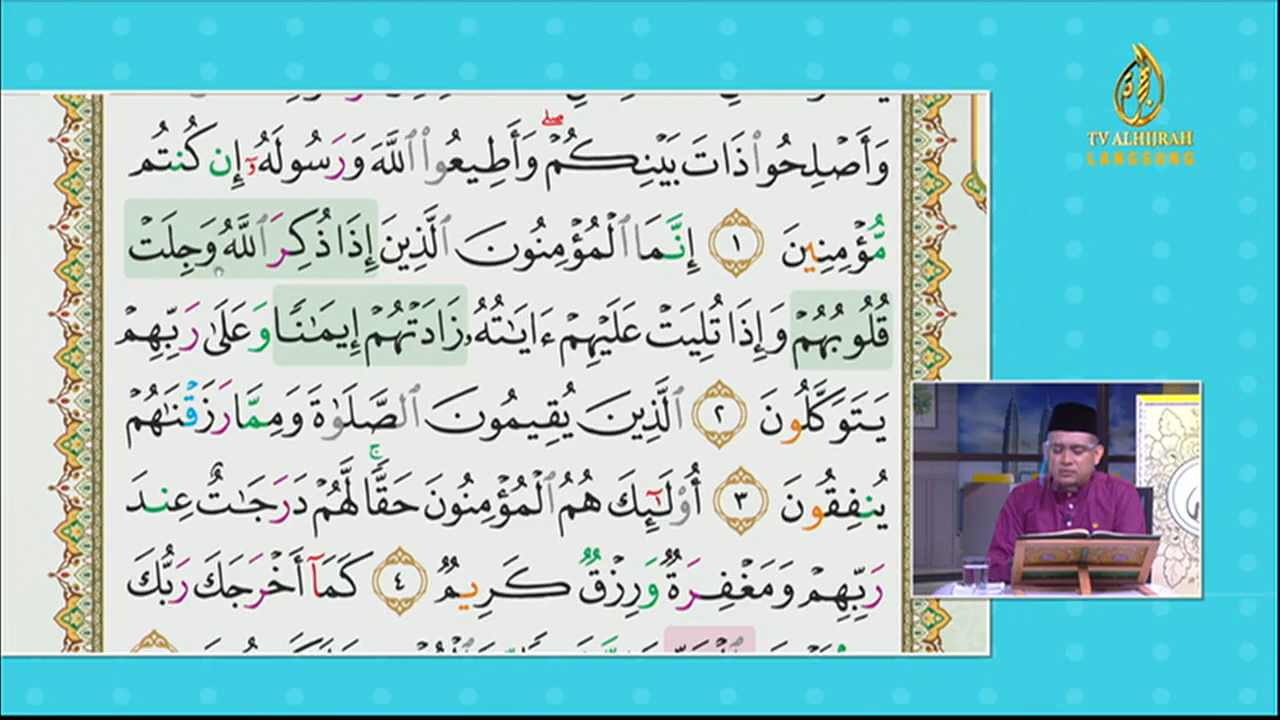 وَأَصْلِحُوا۟ ذَاتَ بَيْنِكُمْ ۖ وَأَطِيعُوا۟ ٱللَّهَ وَرَسُولَهُۥٓ إِن كُنتُم
مُّؤْمِنِينَ ١ إِنَّمَا ٱلْمُؤْمِنُونَ ٱلَّذِينَ إِذَا ذُكِرَ ٱللَّهُ وَجِلَتْ
قُلُوبُهُمْ وَإِذَا تُلِيَتْ عَلَيْهِمْ ءَايَـٰتُهُۥ زَادَتْهُمْ إِيمَـٰنًا وَعَلَىٰ رَبِّهِمْ
يَتَوَكَّلُونَ ٢ ٱلَّذِينَ يُقِيمُونَ ٱلصَّلَوٰةَ وَمِمَّا رَزَقْنَـٰهُمْ
يُنفِقُونَ ٣ أُو۟لَـٰٓئِكَ هُمُ ٱلْمُؤْمِنُونَ حَقًّا ۚ لَّهُمْ دَرَجَـٰتٌ عِندَ
رَبِّهِمْ وَمَغْفِرَةٌ وَرِزْقٌ كَرِيمٌ ٤ كَمَآ أَخْرَجَكَ رَبُّكَ
TV ALHIJRAH
LANGSUNG